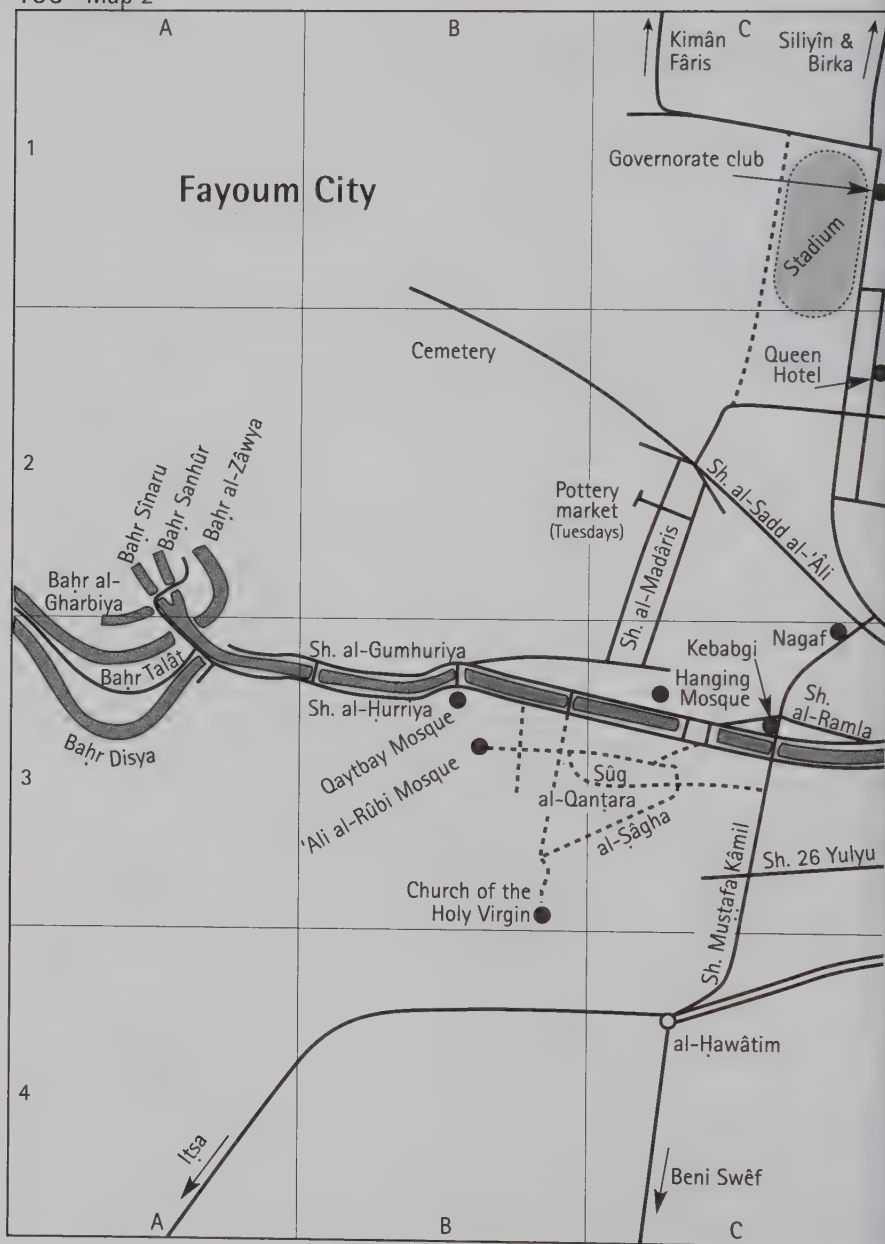 Map 2
A
B
C
Kimân
Fâris
Siliyîn &
Birka
1
Governorate club
Fayoum City
Stadium
Cemetery
Queen
Hotel
2
Baḥr Sînaru
Baḥr Sanhûr
Baḥr al-Zâwya
Pottery
market
(Tuesdays)
Sh. al-Sadd al-'Âli
Sh. al-Madâris
Baḥr al-
Gharbiya
Baḥr Talât
Baḥr Disya
Sh. al-Gumhuriya
Sh. al-Ḥurriya
Kebabgi
Nagaf
Hanging
Mosque
Sh.
al-Ramla
Qaytbay Mosque
'Ali al-Rûbi Mosque
3
Sûq
al-Qanṭara
al-Ṣâgha
Sh. Muṣṭafa Kâmil
Sh. 26 Yulyu
Church of the
Holy Virgin
al-Ḥawâtim
4
Iṭsa
Beni Swêf
A
B
C